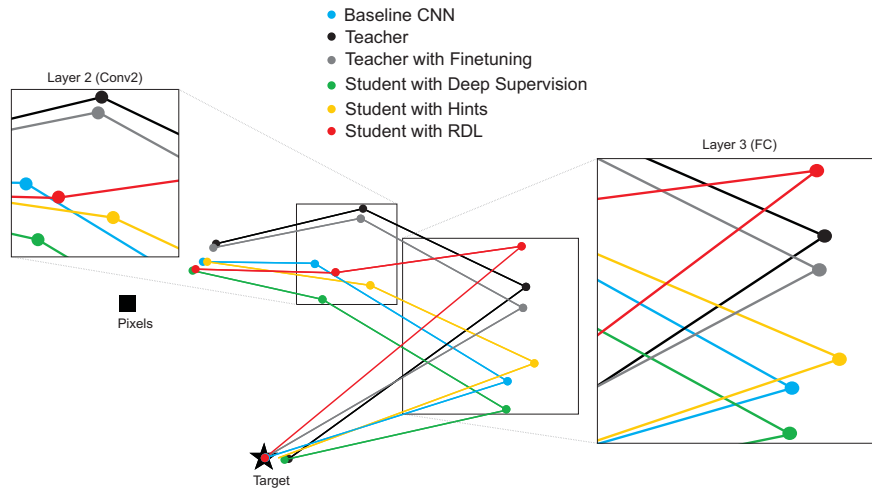 Baseline CNN
Teacher
Teacher with Finetuning
Student with Deep Supervision
Student with Hints
Student with RDL
Layer 2 (Conv2)
Layer 3 (FC)
Pixels
Target